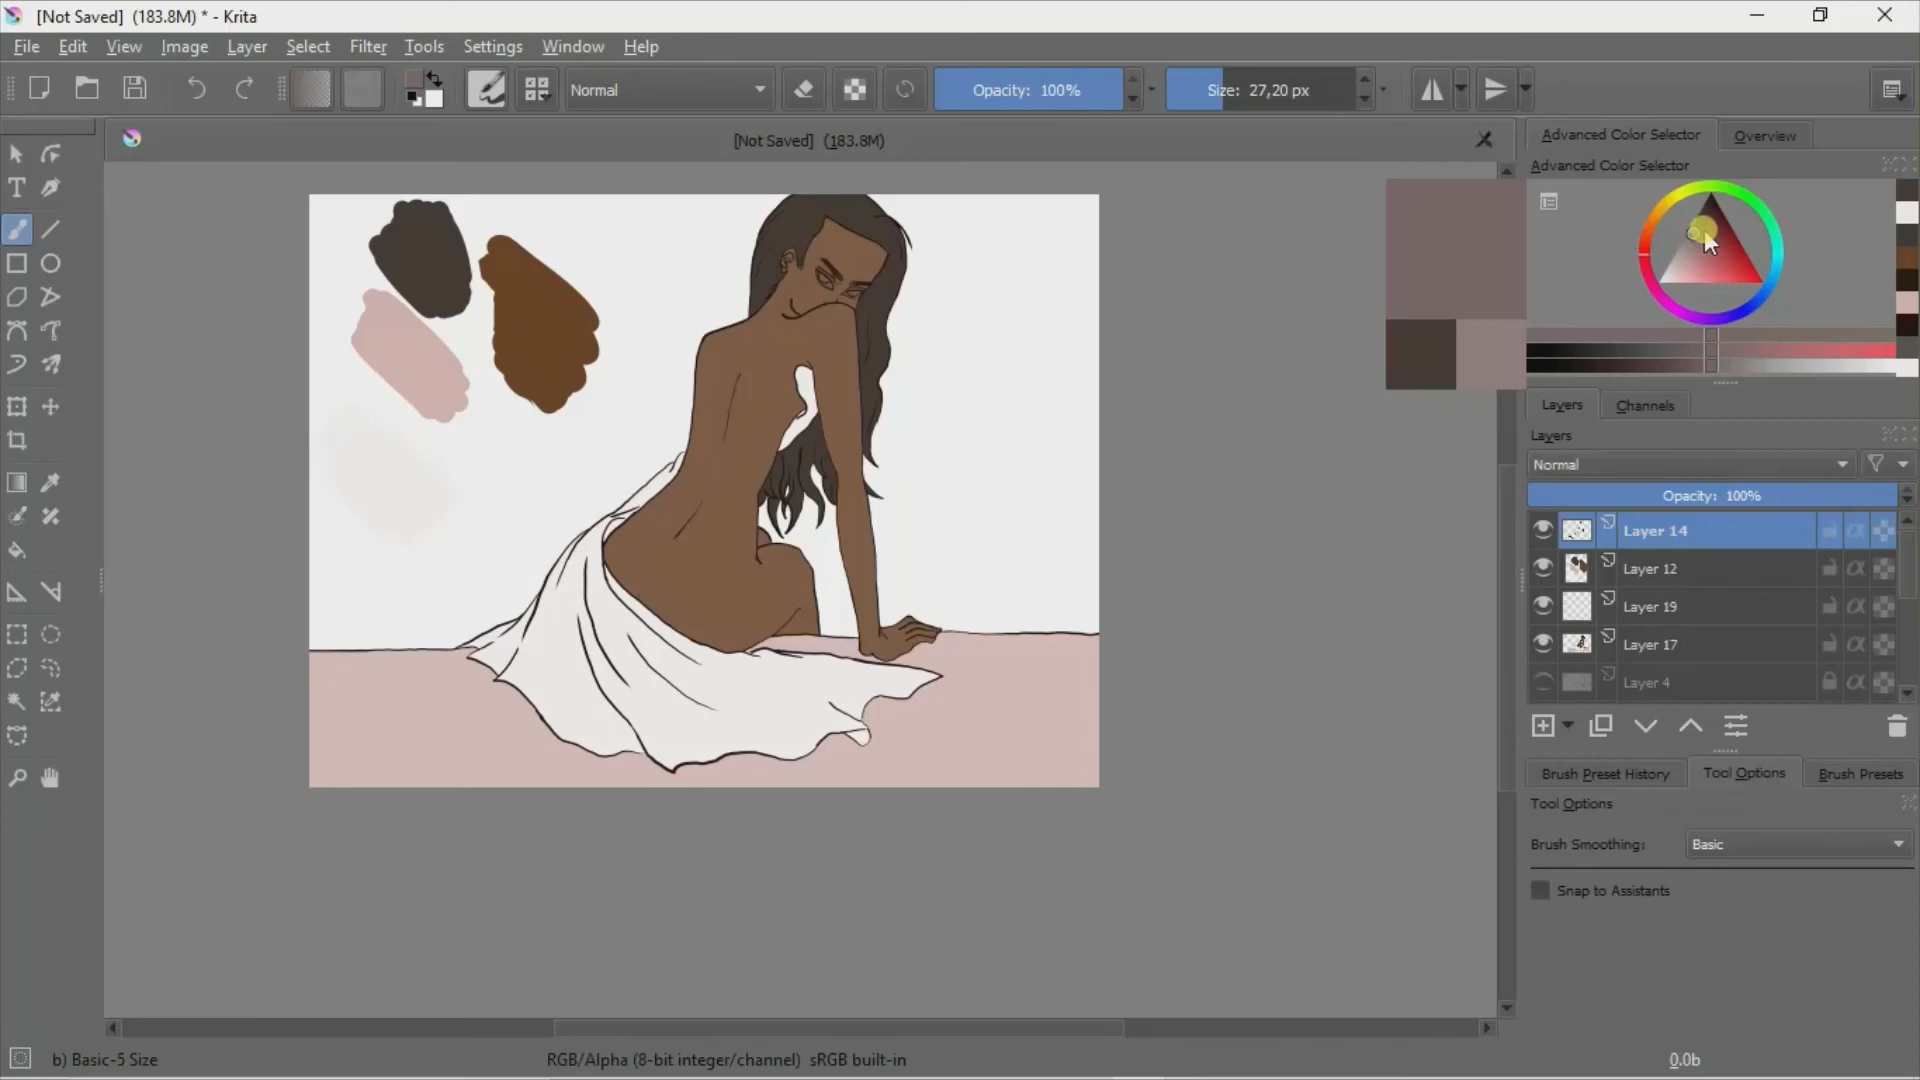 [Not Saved]  (183.8M) * - Krita
File Edit View Image Layer Select Filter Tools Settings Window Help
Normal Opacity: 100% Size: 27,20 px
[Not Saved]  (183.8M)
Advanced Color Selector Overview
Advanced Color Selector
T
Layers Channels
Layers
Normal
Opacity: 100%
Layer 14
Layer 12
Layer 19
Layer 17
Layer 4
Brush Preset History Tool Options Brush Presets
Tool Options
Brush Smoothing: Basic
Snap to Assistants
b) Basic-5 Size RGB/Alpha (8-bit integer/channel)  sRGB built-in 0.0b